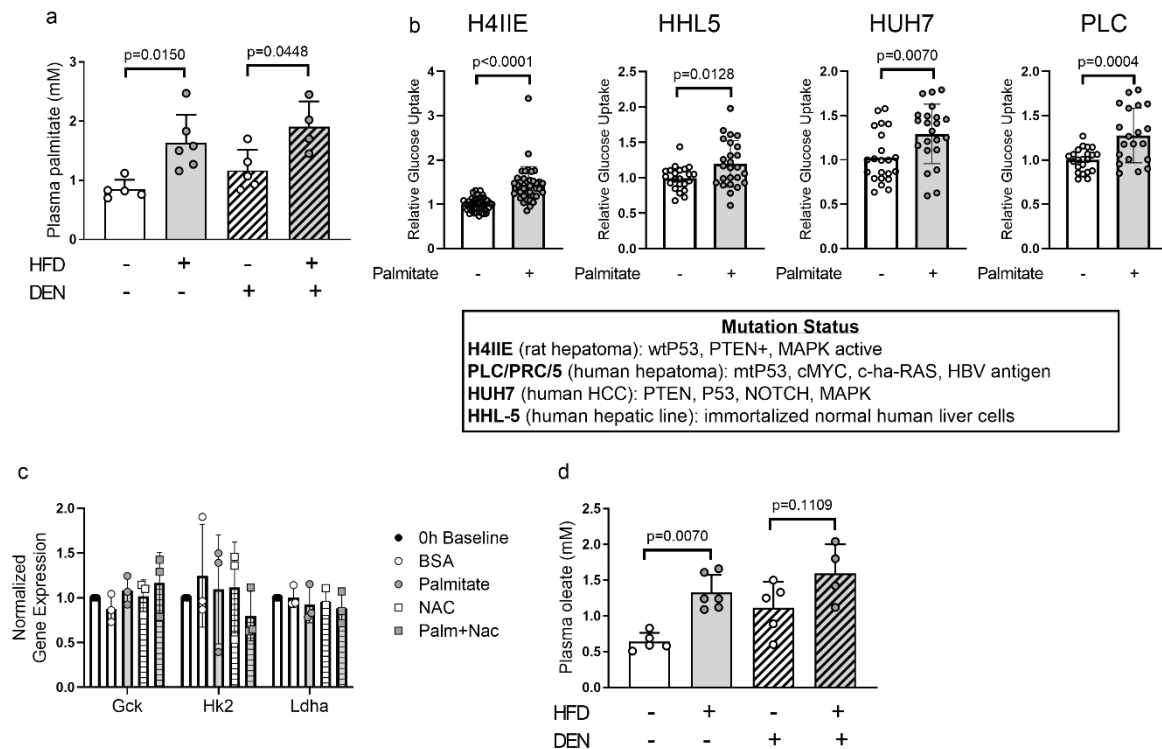 a
p=0.0150
p=0.0448
Plasma palmitate (mM)
3
2
1
0
HFD - + - +
DEN - - + +
b
H4IIE
p<0.0001
Relative Glucose Uptake
4
3
2
1
0
Palmitate - +
HHL5
p=0.0128
Relative Glucose Uptake
2.5
2.0
1.5
1.0
0.5
0.0
Palmitate - +
HUH7
p=0.0070
Relative Glucose Uptake
2.0
1.5
1.0
0.5
0.0
Palmitate - +
PLC
p=0.0004
Relative Glucose Uptake
2.0
1.5
1.0
0.5
0.0
Palmitate - +
Mutation Status
H4IIE (rat hepatoma): wtP53, PTEN+, MAPK active
PLC/PRC/5 (human hepatoma): mtP53, cMYC, c-ha-RAS, HBV antigen
HUH7 (human HCC): PTEN, P53, NOTCH, MAPK
HHL-5 (human hepatic line): immortalized normal human liver cells
c
Normalized
Gene Expression
2.0
1.5
1.0
0.5
0.0
Gck Hk2 Ldha
0h Baseline
BSA
Palmitate
NAC
Palm+Nac
d
p=0.0070
p=0.1109
Plasma oleate (mM)
2.5
2.0
1.5
1.0
0.5
0.0
HFD - + - +
DEN - - + +